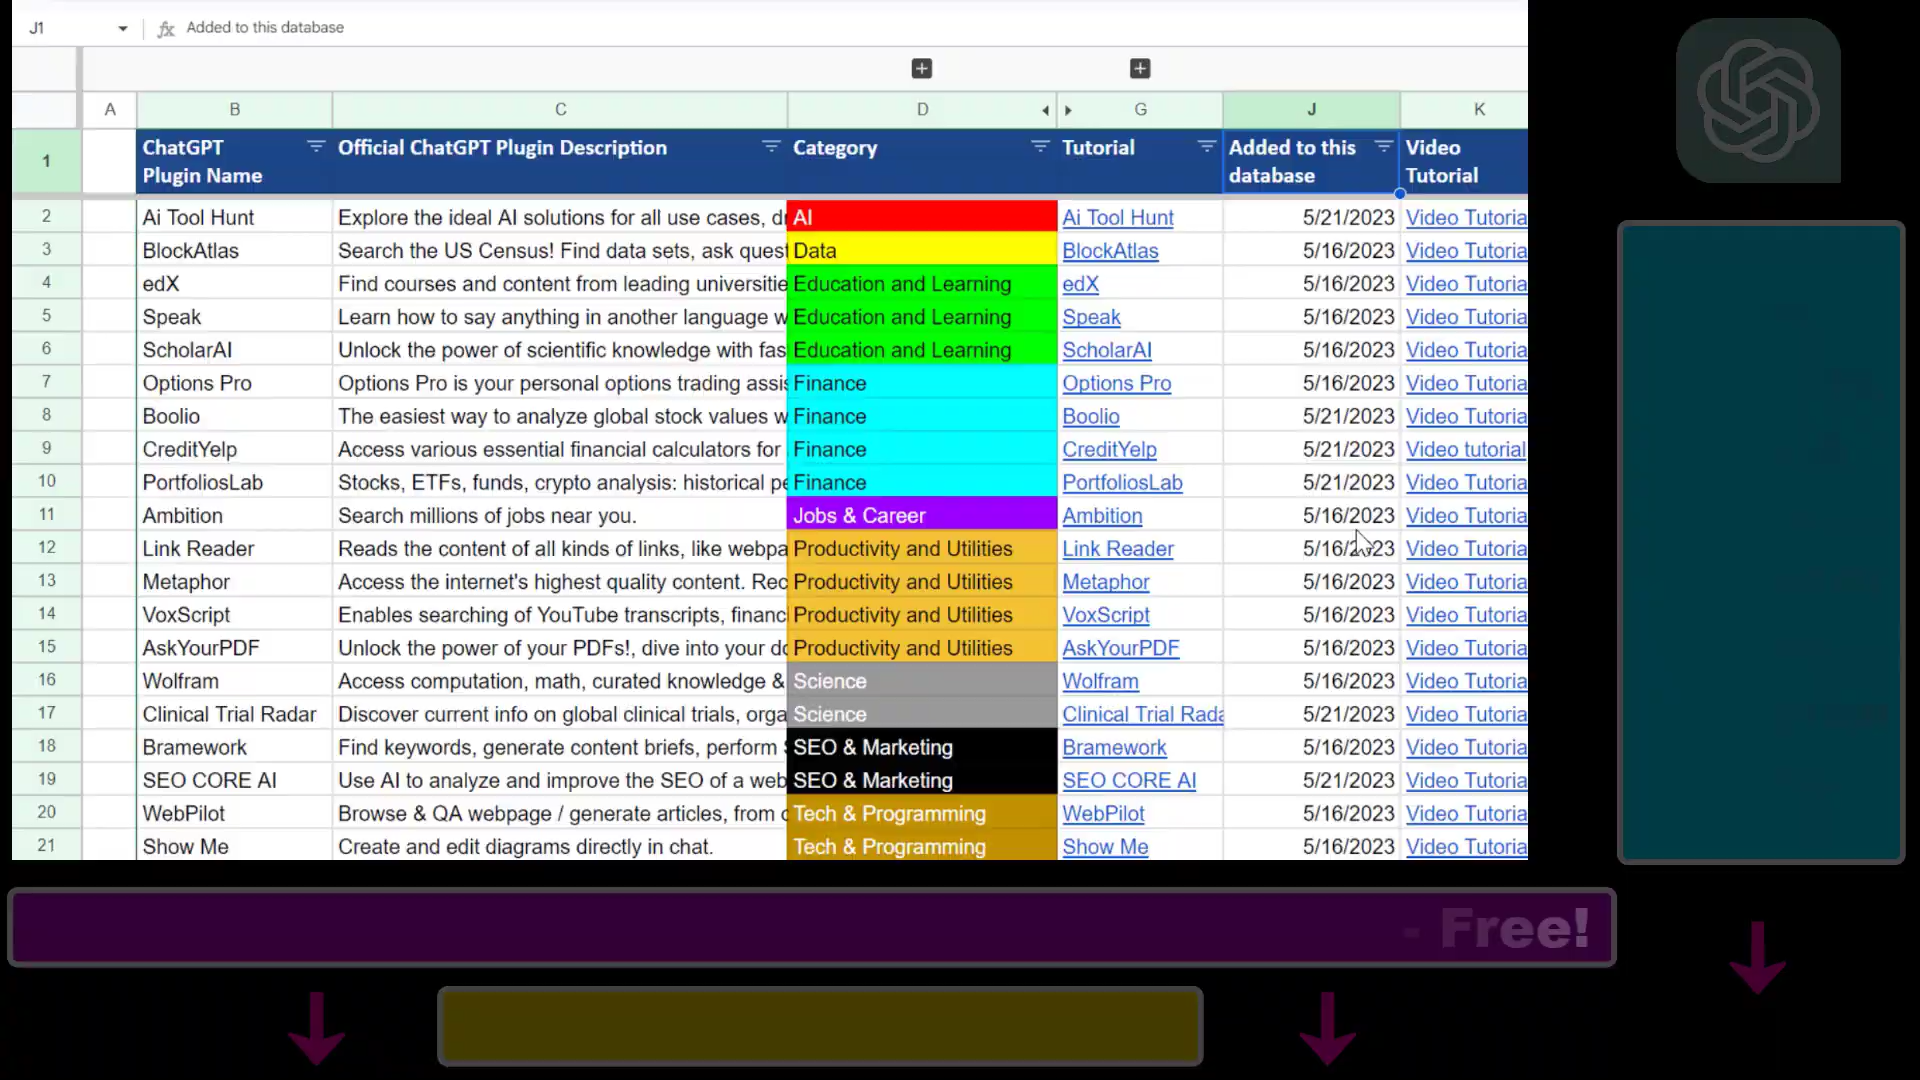 J1 fx Added to this database
A B C D G J K
1 ChatGPT Plugin Name Official ChatGPT Plugin Description Category Tutorial Added to this database Video Tutorial
2 Ai Tool Hunt Explore the ideal AI solutions for all use cases, dr AI Ai Tool Hunt 5/21/2023 Video Tutoria
3 BlockAtlas Search the US Census! Find data sets, ask quest Data BlockAtlas 5/16/2023 Video Tutoria
4 edX Find courses and content from leading universitie Education and Learning edX 5/16/2023 Video Tutoria
5 Speak Learn how to say anything in another language w Education and Learning Speak 5/16/2023 Video Tutoria
6 ScholarAI Unlock the power of scientific knowledge with fas Education and Learning ScholarAI 5/16/2023 Video Tutoria
7 Options Pro Options Pro is your personal options trading assis Finance Options Pro 5/16/2023 Video Tutoria
8 Boolio The easiest way to analyze global stock values w Finance Boolio 5/21/2023 Video Tutoria
9 CreditYelp Access various essential financial calculators for Finance CreditYelp 5/21/2023 Video tutorial
10 PortfoliosLab Stocks, ETFs, funds, crypto analysis: historical pe Finance PortfoliosLab 5/21/2023 Video Tutoria
11 Ambition Search millions of jobs near you. Jobs & Career Ambition 5/16/2023 Video Tutoria
12 Link Reader Reads the content of all kinds of links, like webpa Productivity and Utilities Link Reader 5/16/2023 Video Tutoria
13 Metaphor Access the internet's highest quality content. Rec Productivity and Utilities Metaphor 5/16/2023 Video Tutoria
14 VoxScript Enables searching of YouTube transcripts, financ Productivity and Utilities VoxScript 5/16/2023 Video Tutoria
15 AskYourPDF Unlock the power of your PDFs!, dive into your do Productivity and Utilities AskYourPDF 5/16/2023 Video Tutoria
16 Wolfram Access computation, math, curated knowledge & Science Wolfram 5/16/2023 Video Tutoria
17 Clinical Trial Radar Discover current info on global clinical trials, orga Science Clinical Trial Rada 5/21/2023 Video Tutoria
18 Bramework Find keywords, generate content briefs, perform SEO & Marketing Bramework 5/16/2023 Video Tutoria
19 SEO CORE AI Use AI to analyze and improve the SEO of a web SEO & Marketing SEO CORE AI 5/21/2023 Video Tutoria
20 WebPilot Browse & QA webpage / generate articles, from Tech & Programming WebPilot 5/16/2023 Video Tutoria
21 Show Me Create and edit diagrams directly in chat. Tech & Programming Show Me 5/16/2023 Video Tutoria
- Free!